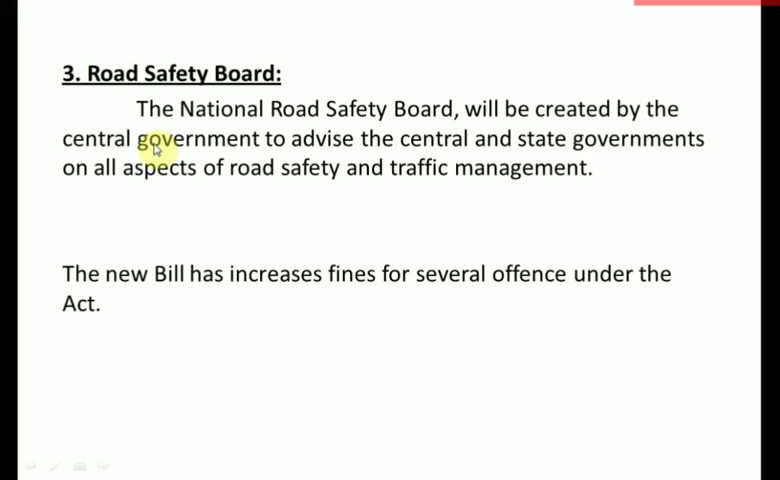 3. Road Safety Board:
The National Road Safety Board, will be created by the
central government to advise the central and state governments
on all aspects of road safety and traffic management.
The new Bill has increases fines for several offence under the
Act.